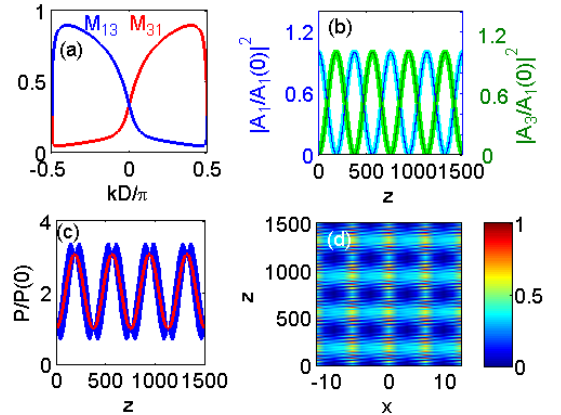 M13 M31
(a)
1
0.5
0
-0.5 0 0.5
kD/π
(b)
|A1/A1(0)|^2
1.2
0.6
0
0 500 1000 1500
z
1.2
0.6
0
|A3/A1(0)|^2
(c)
P/P(0)
4
2
0
0 500 1000 1500
z
(d)
z
1500
1000
500
0
-10 0 10
x
1
0.5
0